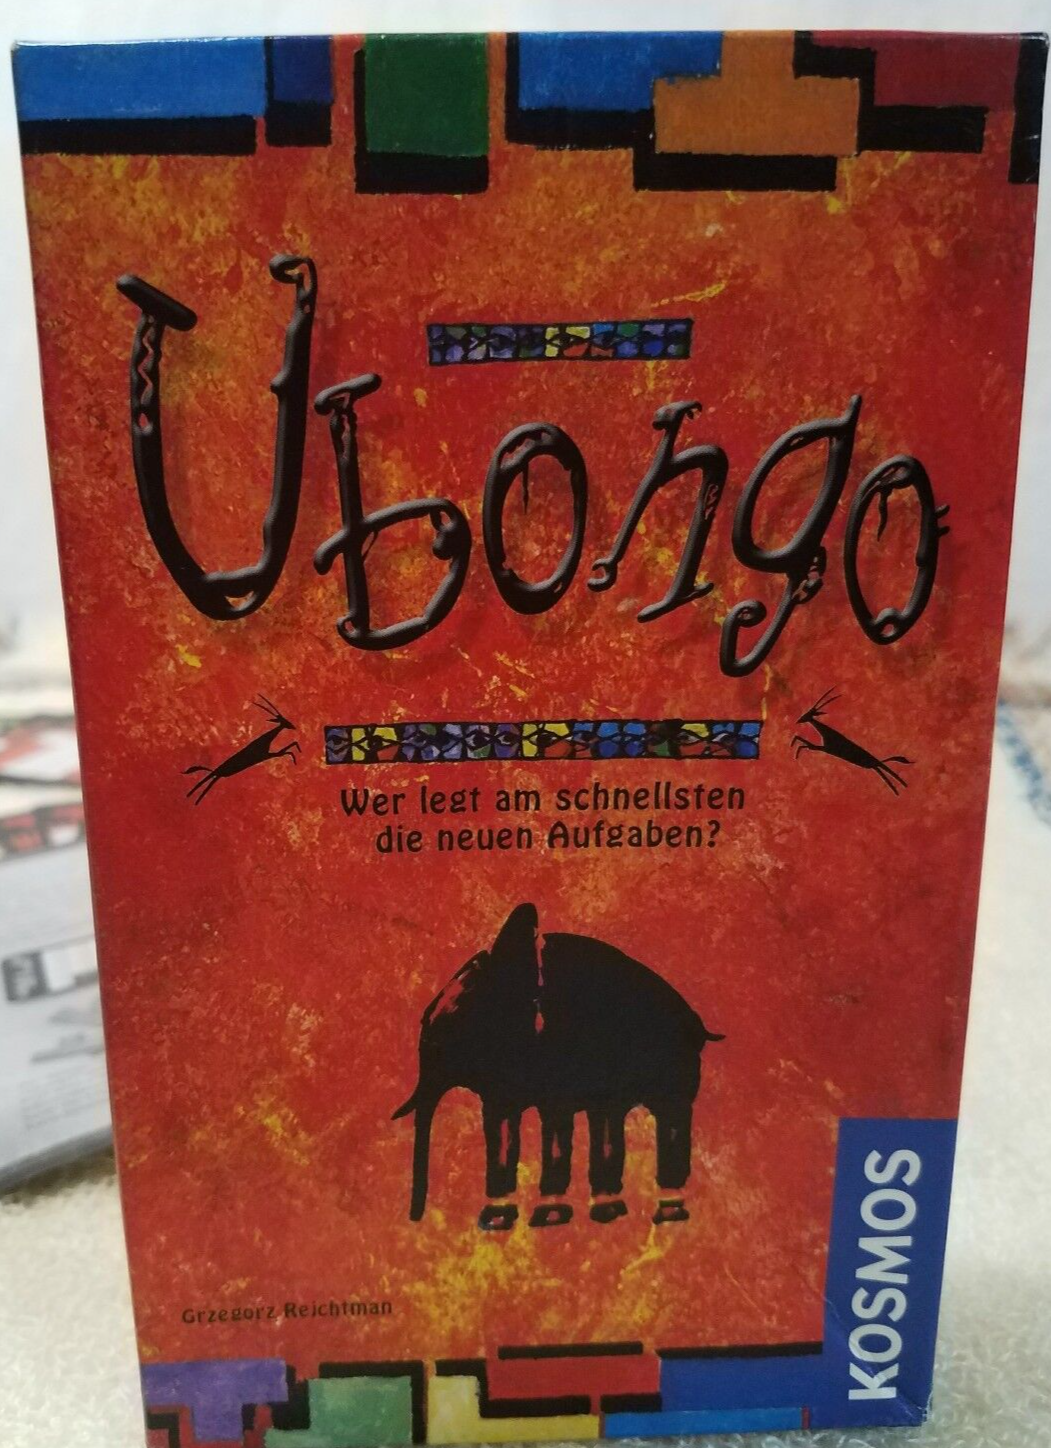 Ubongo
Wer legt am schnellsten
die neuen Aufgaben?
Grzegorz Rejchtman
KOSMOS